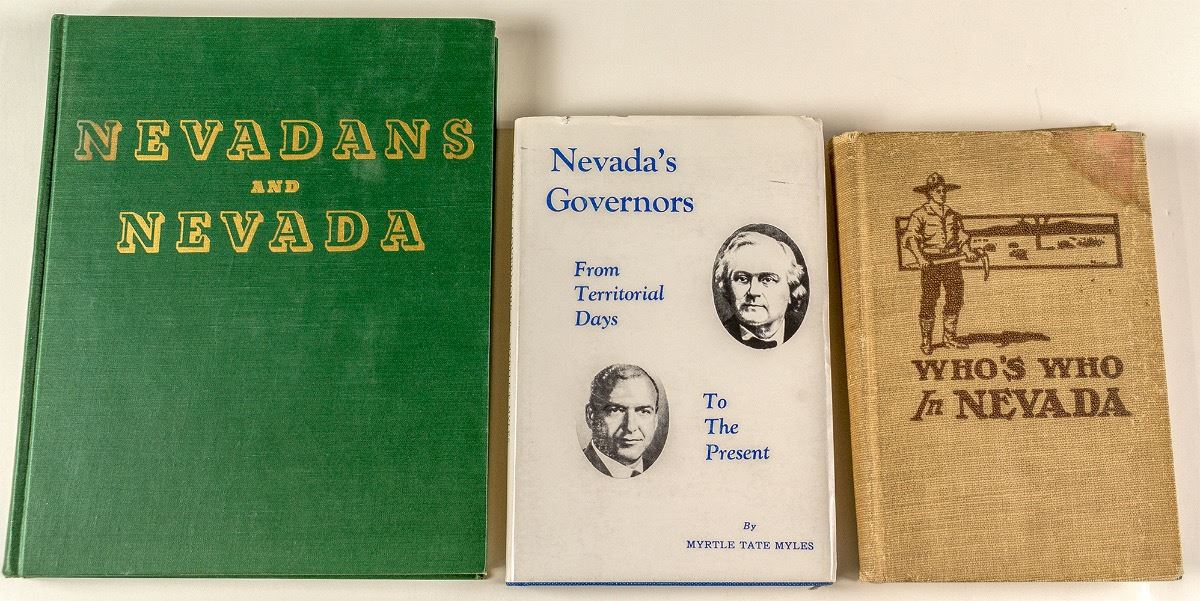 NEVADANS
AND
NEVADA
Nevada's
Governors
From
Territorial
Days
To
The
Present
By
MYRTLE TATE MYLES
WHO'S WHO
In NEVADA